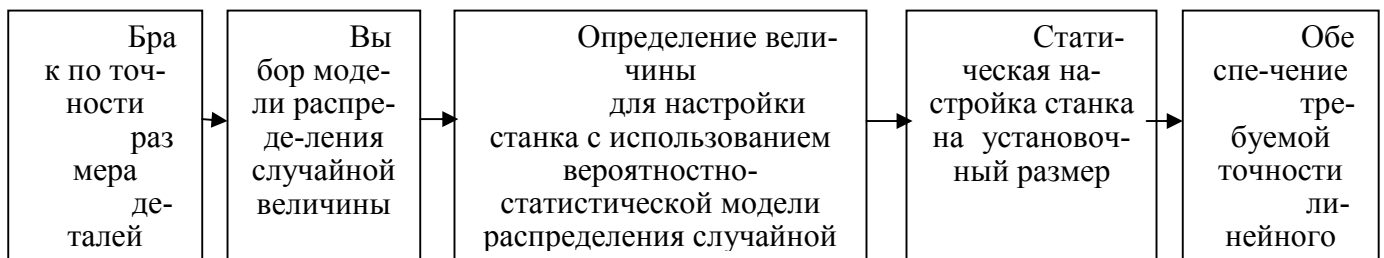 Бра
к по точ-
ности
раз
мера
де-
талей
Вы
бор моде-
ли распре-
де-ления
случайной
величины
Определение вели-
чины
для настройки
станка с использованием
вероятностно-
статистической модели
распределения случайной
Стати-
ческая на-
стройка станка
на установоч-
ный размер
Обе
спе-чение
тре-
буемой
точности
ли-
нейного